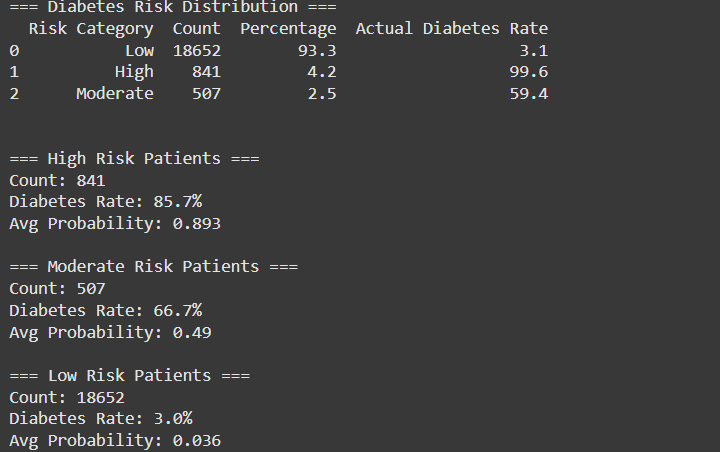 === Diabetes Risk Distribution ===
  Risk Category  Count  Percentage  Actual Diabetes Rate
0           Low  18652        93.3                   3.1
1          High    841         4.2                  99.6
2      Moderate    507         2.5                  59.4
=== High Risk Patients ===
Count: 841
Diabetes Rate: 85.7%
Avg Probability: 0.893
=== Moderate Risk Patients ===
Count: 507
Diabetes Rate: 66.7%
Avg Probability: 0.49
=== Low Risk Patients ===
Count: 18652
Diabetes Rate: 3.0%
Avg Probability: 0.036